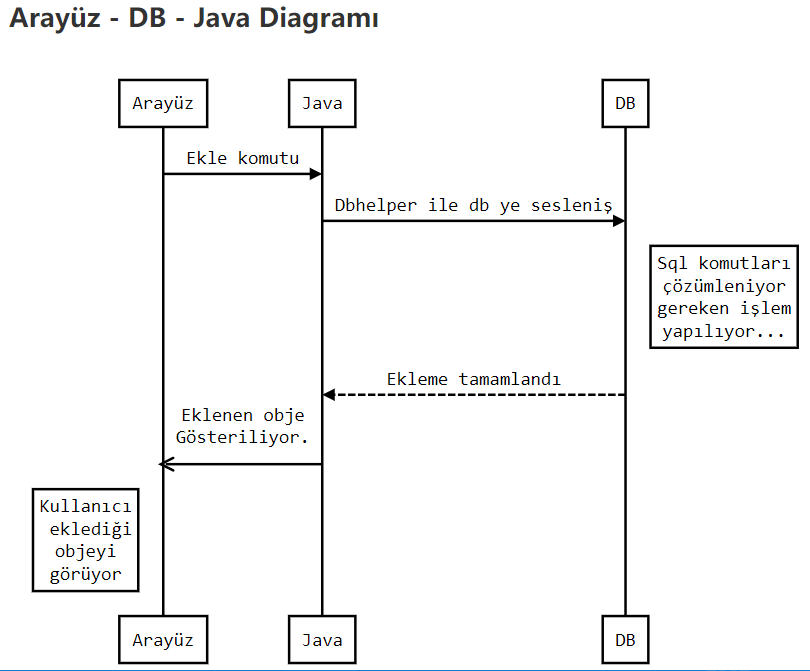 Arayüz - DB - Java Diagramı
Arayüz
Java
DB
Ekle komutu
Dbhelper ile db ye sesleniş
Sql komutları
çözümleniyor
gereken işlem
yapılıyor...
Ekleme tamamlandı
Eklenen obje
Gösteriliyor.
Kullanıcı
eklediği
objeyi
görüyor
Arayüz
Java
DB